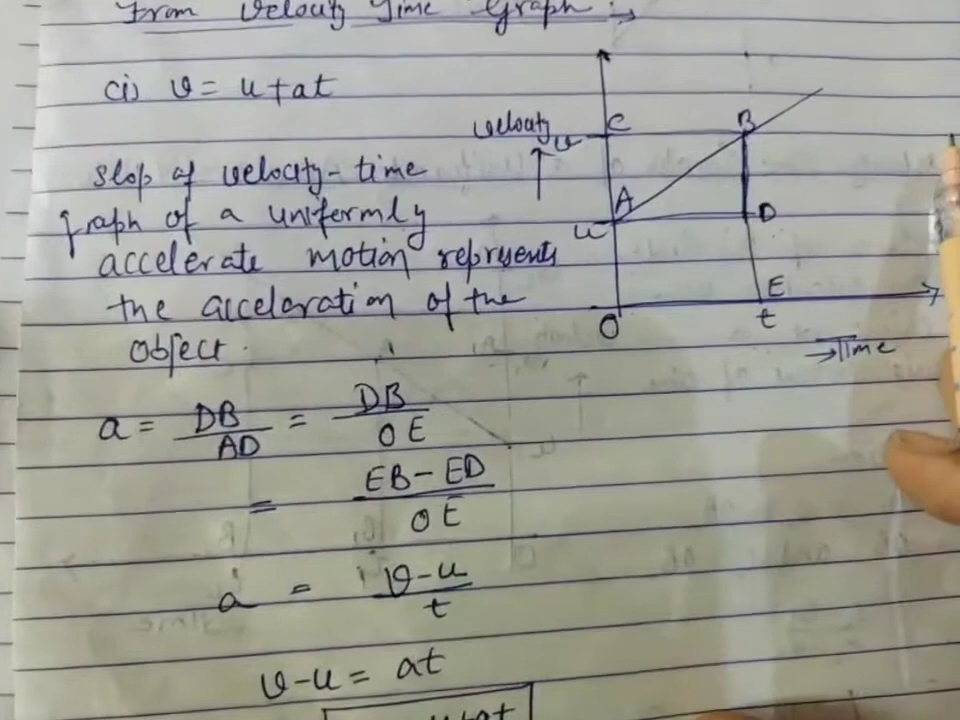 From Velocity Time Graph :→
(i) v = u + at
slop of velocity-time
graph of a uniformly
accelerate motion represents
the acceleration of the
object.
velocity
v
C
B
A
u
D
O
E
t
→Time
a = DB/AD = DB/OE
= EB-ED/OE
a = v-u/t
v-u = at
u+at